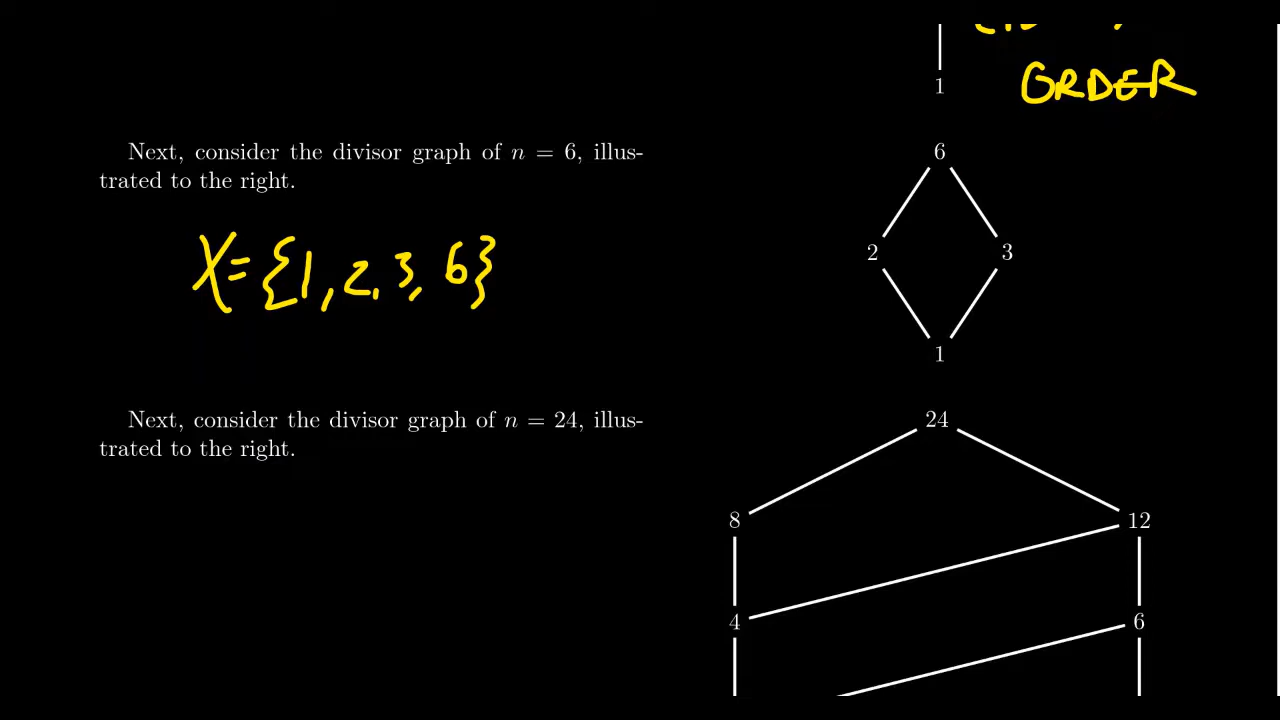 1
ORDER
Next, consider the divisor graph of n = 6, illus-
trated to the right.
6
2 3
1
X={1,2,3,6}
Next, consider the divisor graph of n = 24, illus-
trated to the right.
24
8 12
4 6